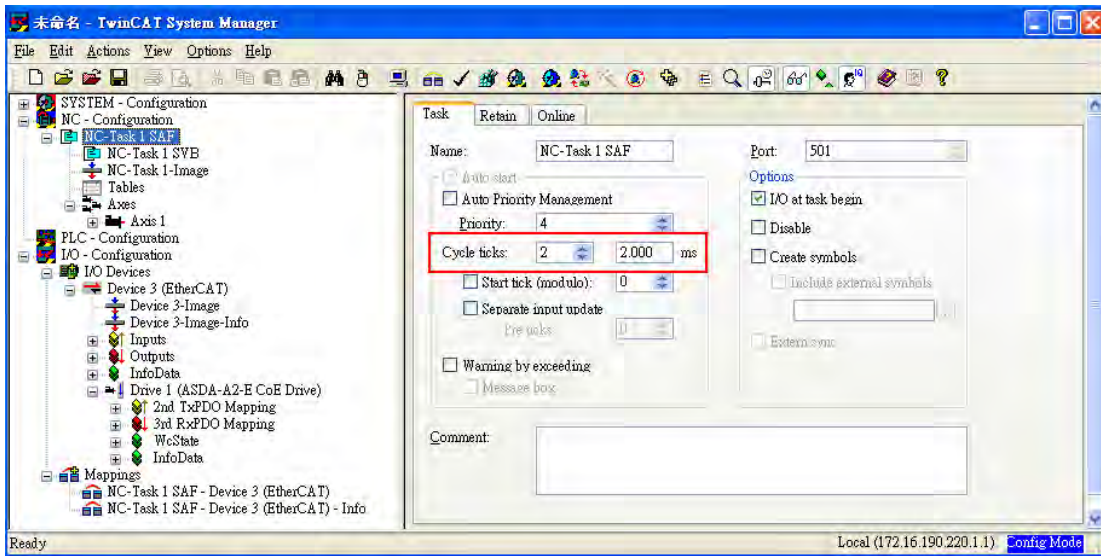 未命名 - TwinCAT System Manager
File Edit Actions View Options Help
SYSTEM - Configuration
NC - Configuration
NC-Task 1 SAF
NC-Task 1 SVB
NC-Task 1-Image
Tables
Axes
Axis 1
PLC - Configuration
I/O - Configuration
I/O Devices
Device 3 (EtherCAT)
Device 3-Image
Device 3-Image-Info
Inputs
Outputs
InfoData
Drive 1 (ASDA-A2-E CoE Drive)
2nd TxPDO Mapping
3rd RxPDO Mapping
WcState
InfoData
Mappings
NC-Task 1 SAF - Device 3 (EtherCAT)
NC-Task 1 SAF - Device 3 (EtherCAT) - Info
Task Retain Online
Name: NC-Task 1 SAF Port: 501
Auto start
Auto Priority Management
Priority: 4
Cycle ticks: 2 2.000 ms
Start tick (modulo): 0
Separate input update
Pre ticks: 0
Warning by exceeding
Message box
Options
I/O at task begin
Disable
Create symbols
Include external symbols
...
Extern sync
Comment:
Ready Local (172.16.190.220.1.1) Config Mode